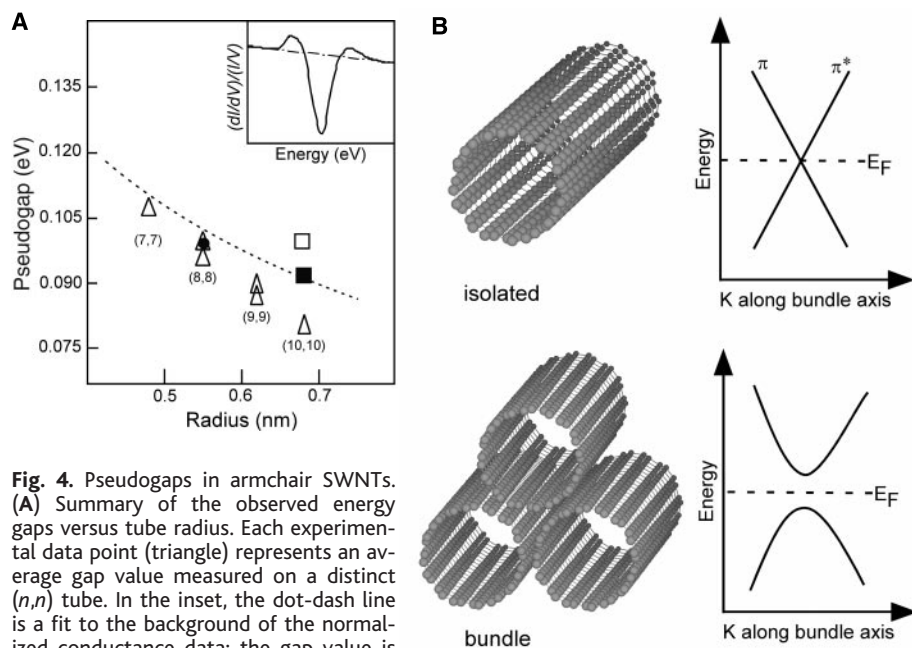 A
(dI/dV)/(I/V)
Energy (eV)
Pseudogap (eV)
0.135
0.120
0.105
0.090
0.075
(7,7)
(8,8)
(9,9)
(10,10)
0.5 0.6 0.7
Radius (nm)
Fig. 4. Pseudogaps in armchair SWNTs.
(A) Summary of the observed energy
gaps versus tube radius. Each experimen-
tal data point (triangle) represents an av-
erage gap value measured on a distinct
(n,n) tube. In the inset, the dot-dash line
is a fit to the background of the normal-
ized conductance data; the gap value is
B
isolated
π π*
Energy
E_F
K along bundle axis
bundle
Energy
E_F
K along bundle axis